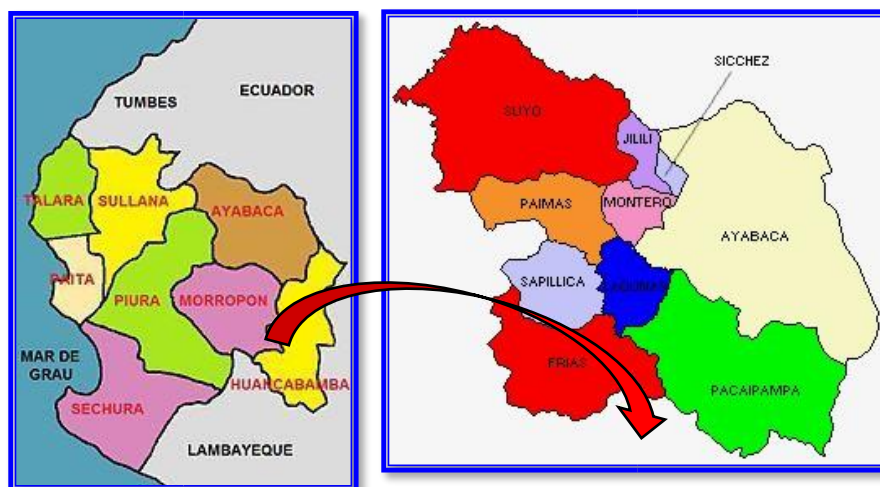 ECUADOR
TUMBES
TALARA
SULLANA
AYABACA
PAITA
PIURA
MORROPON
MAR DE
GRAU
HUANCABAMBA
SECHURA
LAMBAYEQUE
SICCHEZ
SUYO
JILILI
PAIMAS
MONTERO
AYABACA
SAPILLICA
LAGUNAS
FRIAS
PACAIPAMPA